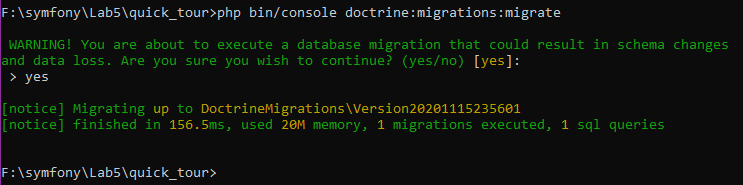 F:\symfony\Lab5\quick_tour>php bin/console doctrine:migrations:migrate
WARNING! You are about to execute a database migration that could result in schema changes
and data loss. Are you sure you wish to continue? (yes/no) [yes]:
> yes
[notice] Migrating up to DoctrineMigrations\Version20201115235601
[notice] finished in 156.5ms, used 20M memory, 1 migrations executed, 1 sql queries
F:\symfony\Lab5\quick_tour>